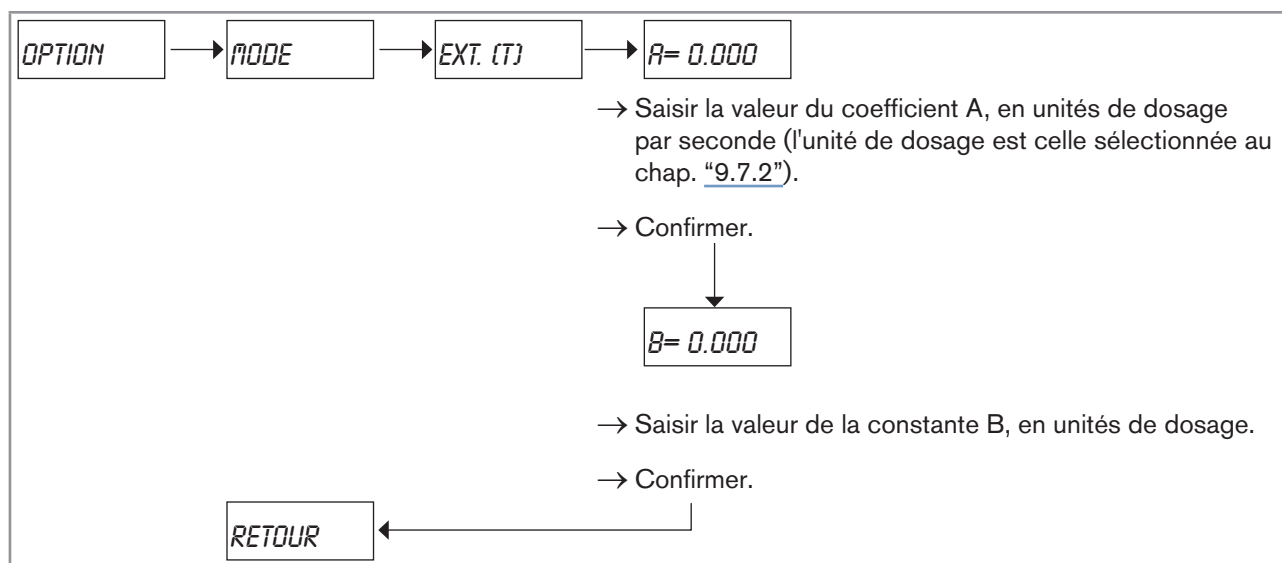 OPTION
MODE
EXT. (T)
A= 0.000
→ Saisir la valeur du coefficient A, en unités de dosage
par seconde (l'unité de dosage est celle sélectionnée au
chap. “9.7.2”).
→ Confirmer.
B= 0.000
→ Saisir la valeur de la constante B, en unités de dosage.
→ Confirmer.
RETOUR